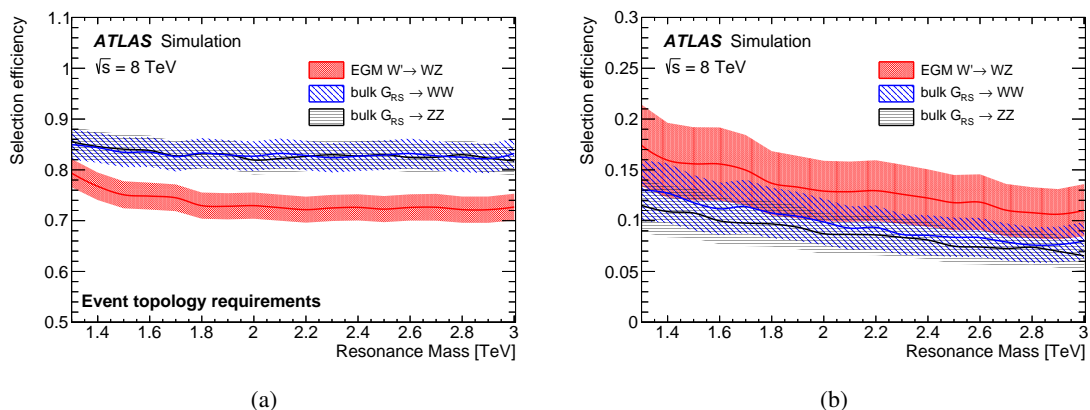 Selection efficiency
1.1
1
0.9
0.8
0.7
0.6
0.5
ATLAS Simulation
√s = 8 TeV
EGM W'→ WZ
bulk G_RS → WW
bulk G_RS → ZZ
Event topology requirements
1.4 1.6 1.8 2 2.2 2.4 2.6 2.8 3
Resonance Mass [TeV]
(a)
Selection efficiency
0.3
0.25
0.2
0.15
0.1
0.05
0
ATLAS Simulation
√s = 8 TeV
EGM W'→ WZ
bulk G_RS → WW
bulk G_RS → ZZ
1.4 1.6 1.8 2 2.2 2.4 2.6 2.8 3
Resonance Mass [TeV]
(b)